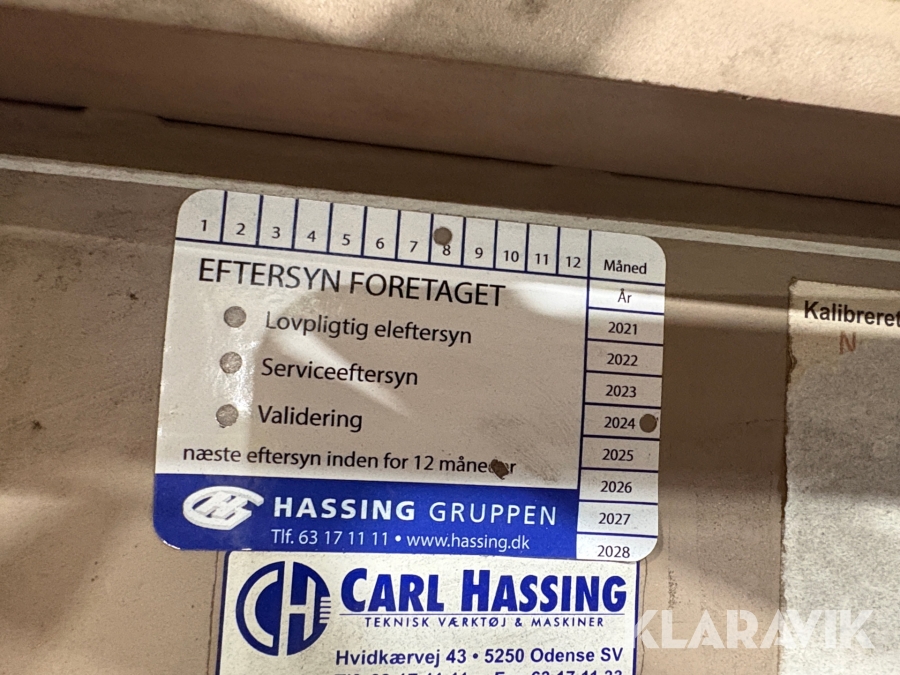 1 2 3 4 5 6 7 8 9 10 11 12 Måned
År
EFTERSYN FORETAGET
Lovpligtig eleftersyn
Serviceeftersyn
Validering
næste eftersyn inden for 12 måneder
2021
2022
2023
2024
2025
2026
2027
2028
HASSING GRUPPEN
Tlf. 63 17 11 11 • www.hassing.dk
CARL HASSING
TEKNISK VÆRKTØJ & MASKINER
Hvidkærvej 43 • 5250 Odense SV
Kalibreret
N
KLARAVIK